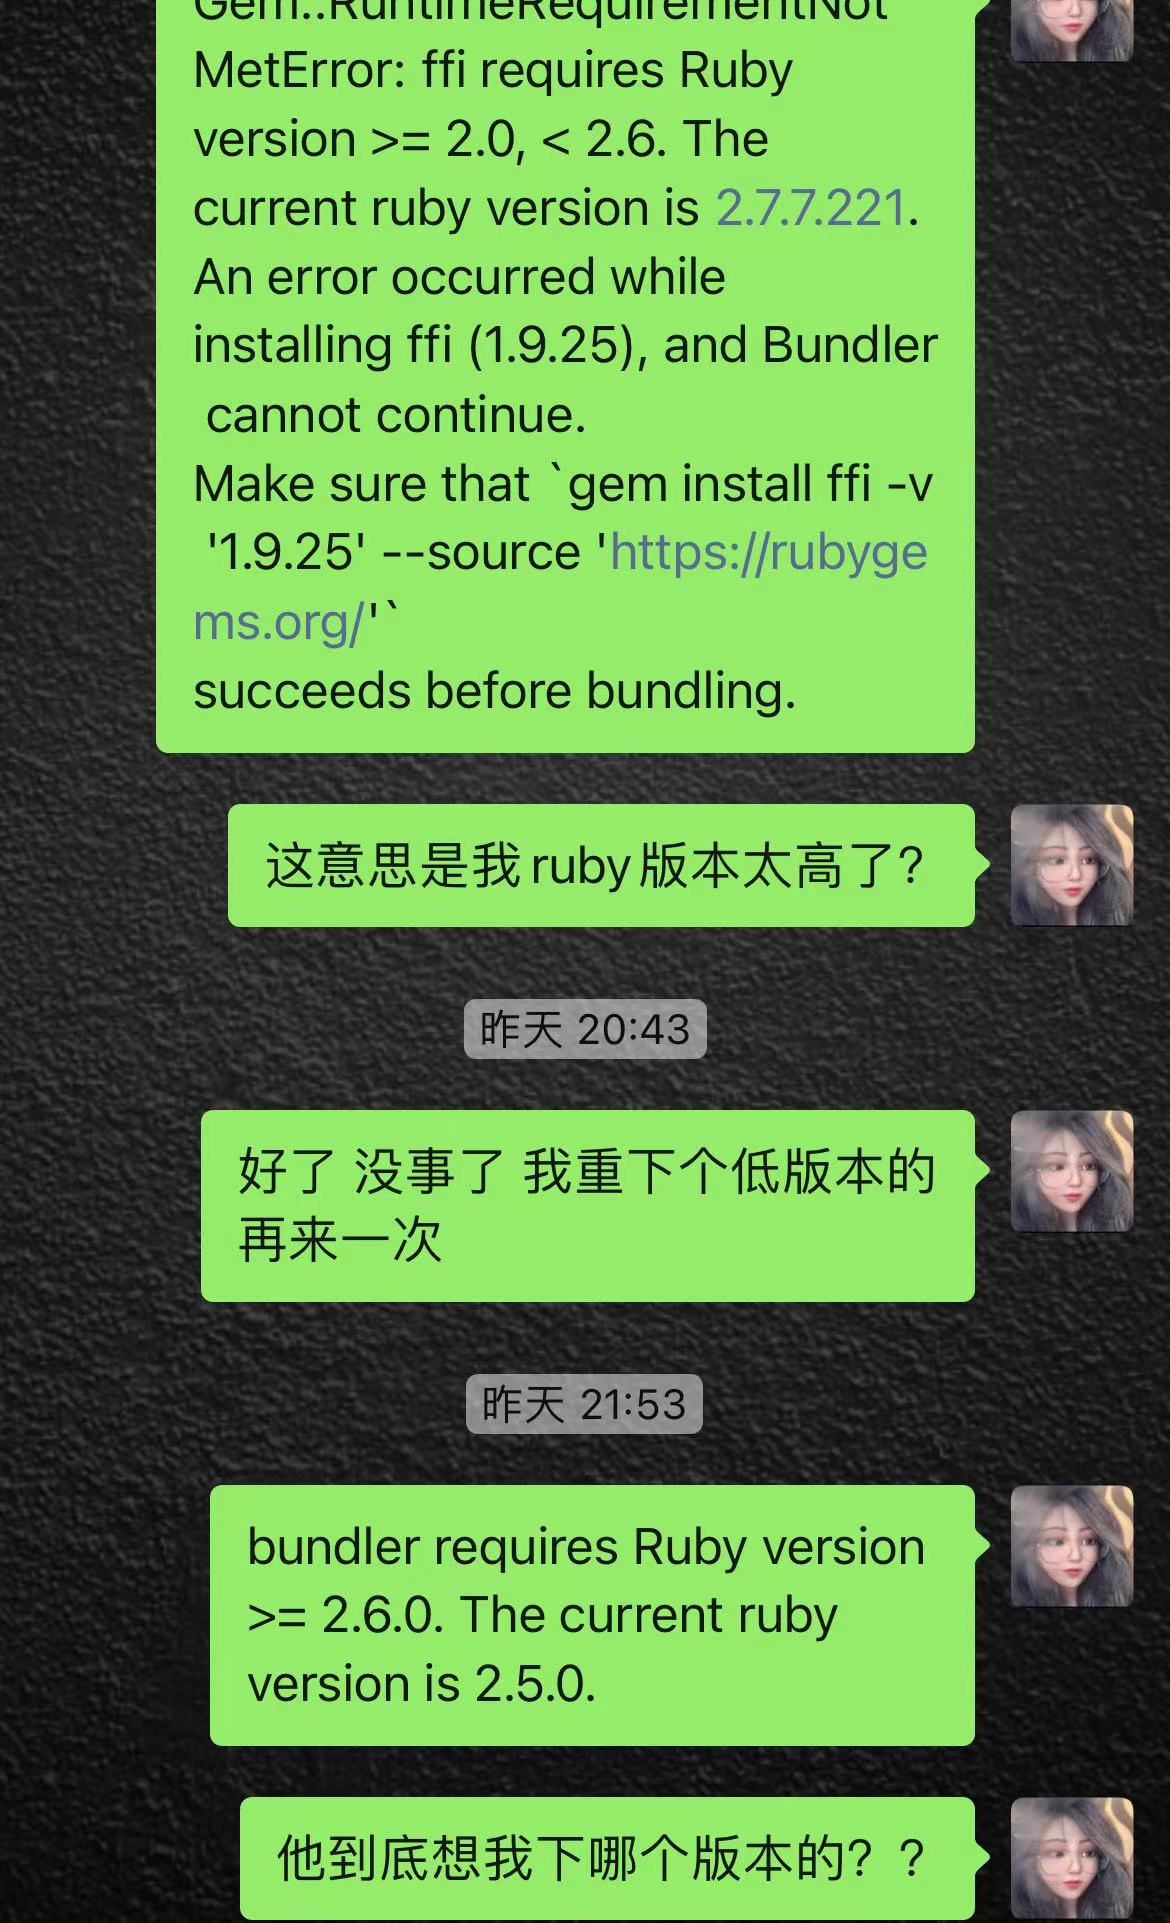 Gem::RuntimeRequirementNot
MetError: ffi requires Ruby
version >= 2.0, < 2.6. The
current ruby version is 2.7.7.221.
An error occurred while
installing ffi (1.9.25), and Bundler
cannot continue.
Make sure that `gem install ffi -v
'1.9.25' --source 'https://rubyge
ms.org/'`
succeeds before bundling.
这意思是我ruby版本太高了?
昨天 20:43
好了 没事了 我重下个低版本的
再来一次
昨天 21:53
bundler requires Ruby version
>= 2.6.0. The current ruby
version is 2.5.0.
他到底想我下哪个版本的？？